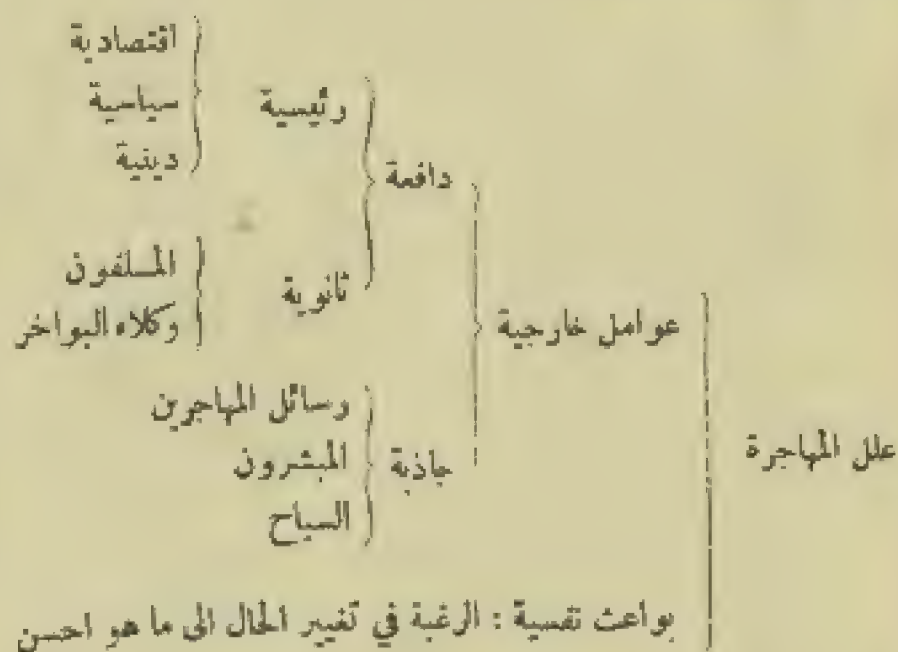 علل المهاجرة
عوامل خارجية
دافعة
رئيسية
اقتصادية
سياسية
دينية
ثانوية
المسلفون
وكلاء البواخر
جاذبة
رسائل المهاجرين
المبشرون
السياح
بواعث نفسية : الرغبة في تغيير الحال الى ما هو احسن